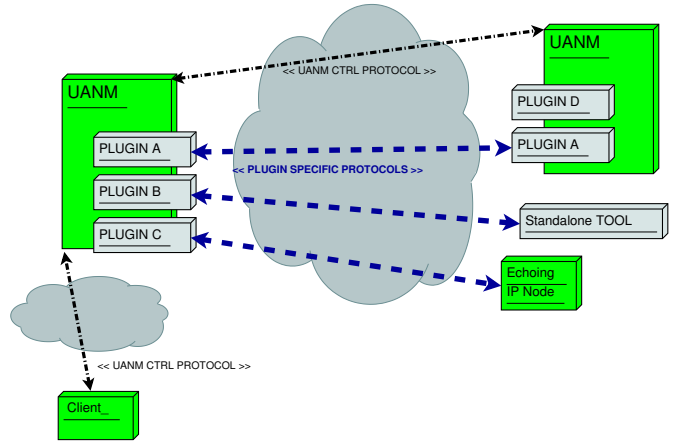 UANM
<< UANM CTRL PROTOCOL >>
UANM
PLUGIN D
PLUGIN A
PLUGIN A
<< PLUGIN SPECIFIC PROTOCOLS >>
PLUGIN B
Standalone TOOL
PLUGIN C
Echoing
IP Node
<< UANM CTRL PROTOCOL >>
Client_